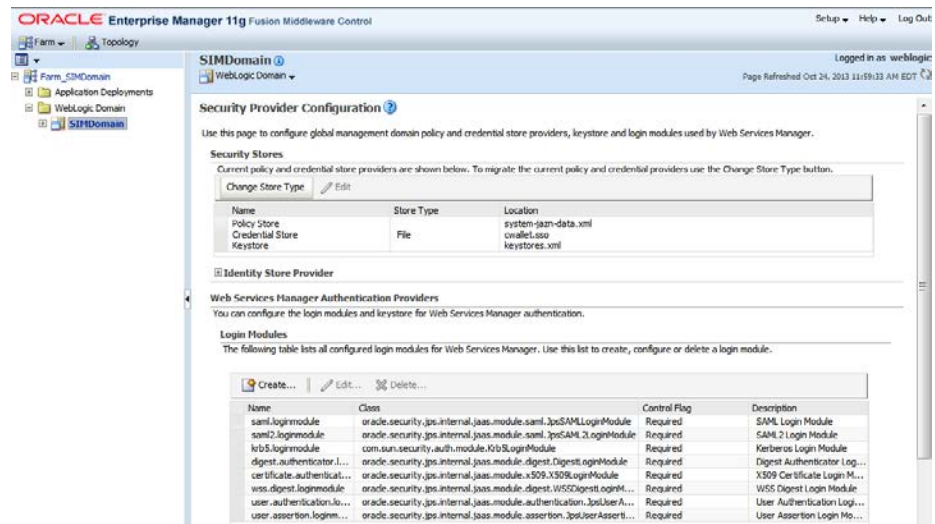 ORACLE Enterprise Manager 11g Fusion Middleware Control
Setup Help Log Out
Farm Topology
Farm_SIMDomain
Application Deployments
WebLogic Domain
SIMDomain
SIMDomain
WebLogic Domain
Logged in as weblogic
Page Refreshed Oct 24, 2013 11:59:33 AM EDT
Security Provider Configuration
Use this page to configure global management domain policy and credential store providers, keystore and login modules used by Web Services Manager.
Security Stores
Current policy and credential store providers are shown below. To migrate the current policy and credential providers use the Change Store Type button.
Change Store Type Edit
Name Store Type Location
Policy Store system-jazn-data.xml
Credential Store File cwallet.sso
Keystore keystores.xml
Identity Store Provider
Web Services Manager Authentication Providers
You can configure the login modules and keystore for Web Services Manager authentication.
Login Modules
The following table lists all configured login modules for Web Services Manager. Use this list to create, configure or delete a login module.
Create... Edit... Delete...
Name Class Control Flag Description
saml.loginmodule oracle.security.jps.internal.jaas.module.saml.JpsSAMLLoginModule Required SAML Login Module
saml2.loginmodule oracle.security.jps.internal.jaas.module.saml.JpsSAML2LoginModule Required SAML2 Login Module
krb5.loginmodule com.sun.security.auth.module.Krb5LoginModule Required Kerberos Login Module
digest.authenticator.l... oracle.security.jps.internal.jaas.module.digest.DigestLoginModule Required Digest Authenticator Log...
certificate.authenticat... oracle.security.jps.internal.jaas.module.x509.X509LoginModule Required X509 Certificate Login M...
wss.digest.loginmodule oracle.security.jps.internal.jaas.module.digest.WSSDigestLoginM... Required WSS Digest Login Module
user.authentication.lo... oracle.security.jps.internal.jaas.module.authentication.JpsUserA... Required User Authentication Logi...
user.assertion.loginm... oracle.security.jps.internal.jaas.module.assertion.JpsUserAsserti... Required User Assertion Login Mo...